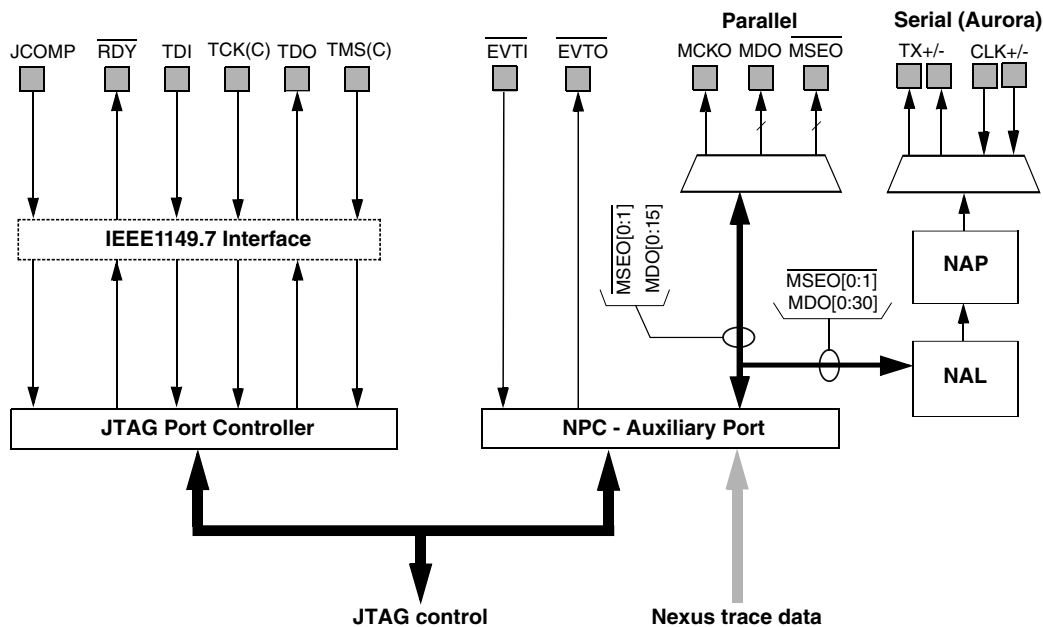 Parallel
Serial (Aurora)
JCOMP
RDY
TDI
TCK(C)
TDO
TMS(C)
EVTI
EVTO
MCKO
MDO
MSEO
TX+/-
CLK+/-
IEEE1149.7 Interface
MSEO[0:1]
MDO[0:15]
MSEO[0:1]
MDO[0:30]
NAP
NAL
JTAG Port Controller
NPC - Auxiliary Port
JTAG control
Nexus trace data